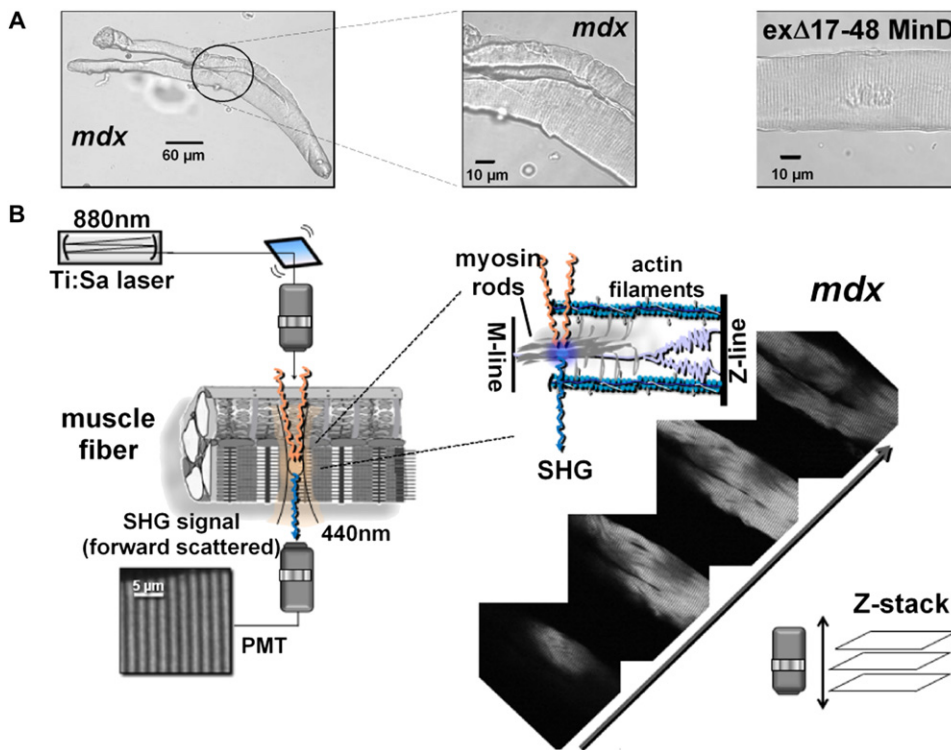 A
mdx
60 µm
mdx
10 µm
exΔ17-48 MinD
10 µm
B
880nm
Ti:Sa laser
muscle
fiber
SHG signal
(forward scattered)
440nm
5 µm
PMT
myosin
rods
actin
filaments
M-line
Z-line
SHG
mdx
Z-stack